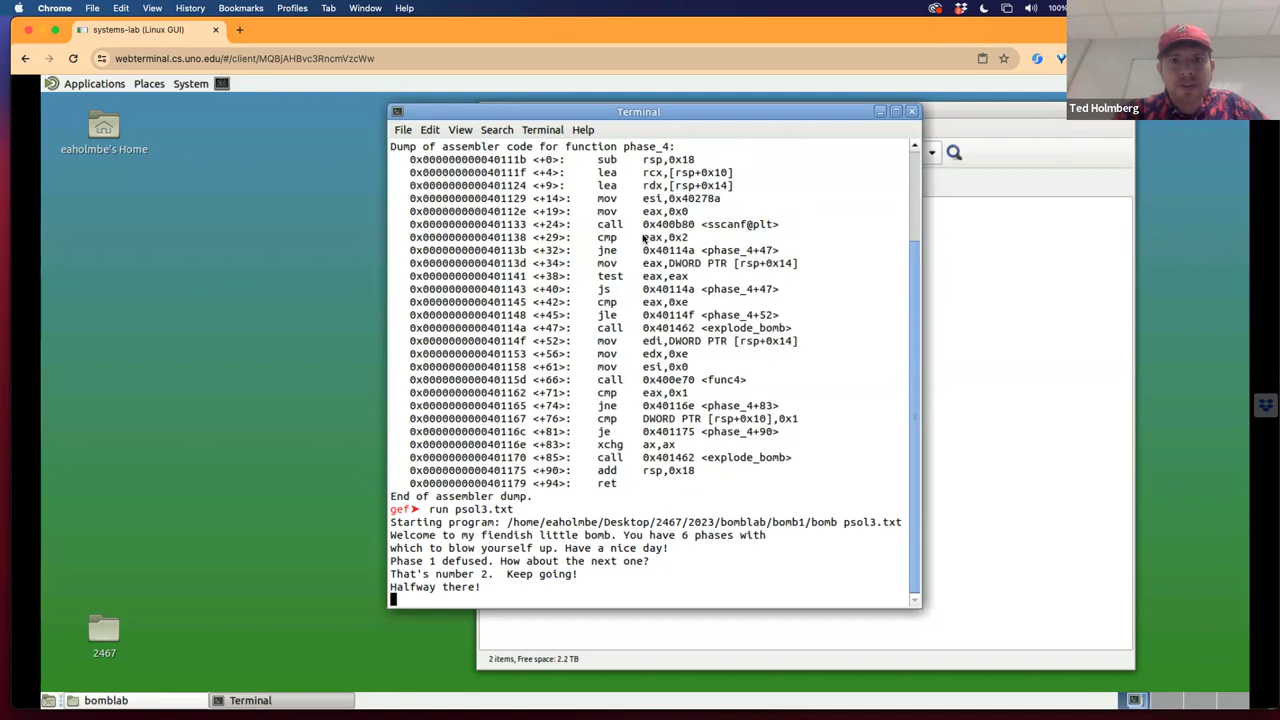 Chrome File Edit View History Bookmarks Profiles Tab Window Help 100%
systems-lab (Linux GUI)
webterminal.cs.uno.edu/#/client/MQBjAHBvc3RncmVzcWw
Ted Holmberg
Applications Places System
eaholmbe's Home
Terminal
File Edit View Search Terminal Help
Dump of assembler code for function phase_4:
0x000000000040111b <+0>: sub rsp,0x18
0x000000000040111f <+4>: lea rcx,[rsp+0x10]
0x0000000000401124 <+9>: lea rdx,[rsp+0x14]
0x0000000000401129 <+14>: mov esi,0x40278a
0x000000000040112e <+19>: mov eax,0x0
0x0000000000401133 <+24>: call 0x400b80 <sscanf@plt>
0x0000000000401138 <+29>: cmp eax,0x2
0x000000000040113b <+32>: jne 0x40114a <phase_4+47>
0x000000000040113d <+34>: mov eax,DWORD PTR [rsp+0x14]
0x0000000000401141 <+38>: test eax,eax
0x0000000000401143 <+40>: js 0x40114a <phase_4+47>
0x0000000000401145 <+42>: cmp eax,0xe
0x0000000000401148 <+45>: jle 0x40114f <phase_4+52>
0x000000000040114a <+47>: call 0x401462 <explode_bomb>
0x000000000040114f <+52>: mov edi,DWORD PTR [rsp+0x14]
0x0000000000401153 <+56>: mov edx,0xe
0x0000000000401158 <+61>: mov esi,0x0
0x000000000040115d <+66>: call 0x400e70 <func4>
0x0000000000401162 <+71>: cmp eax,0x1
0x0000000000401165 <+74>: jne 0x40116e <phase_4+83>
0x0000000000401167 <+76>: cmp DWORD PTR [rsp+0x10],0x1
0x000000000040116c <+81>: je 0x401175 <phase_4+90>
0x000000000040116e <+83>: xchg ax,ax
0x0000000000401170 <+85>: call 0x401462 <explode_bomb>
0x0000000000401175 <+90>: add rsp,0x18
0x0000000000401179 <+94>: ret
End of assembler dump.
gef➤ run psol3.txt
Starting program: /home/eaholmbe/Desktop/2467/2023/bomblab/bomb1/bomb psol3.txt
Welcome to my fiendish little bomb. You have 6 phases with
which to blow yourself up. Have a nice day!
Phase 1 defused. How about the next one?
That's number 2. Keep going!
Halfway there!
2467
2 items, Free space: 2.2 TB
bomblab Terminal